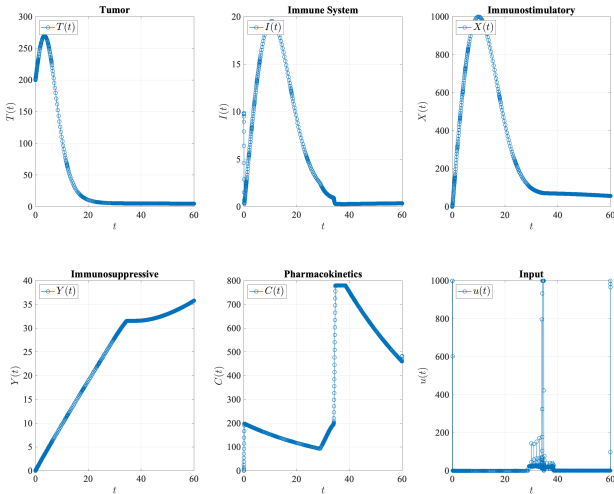 Tumor
T(t)
300
250
200
150
100
50
0
T(t)
0 20 40 60
t
Immune System
I(t)
20
15
10
5
0
I(t)
0 20 40 60
t
Immunostimulatory
X(t)
1000
800
600
400
200
0
X(t)
0 20 40 60
t
Immunosuppressive
Y(t)
40
35
30
25
20
15
10
5
0
Y(t)
0 20 40 60
t
Pharmacokinetics
C(t)
800
700
600
500
400
300
200
100
0
C(t)
0 20 40 60
t
Input
u(t)
1000
800
600
400
200
0
u(t)
0 20 40 60
t